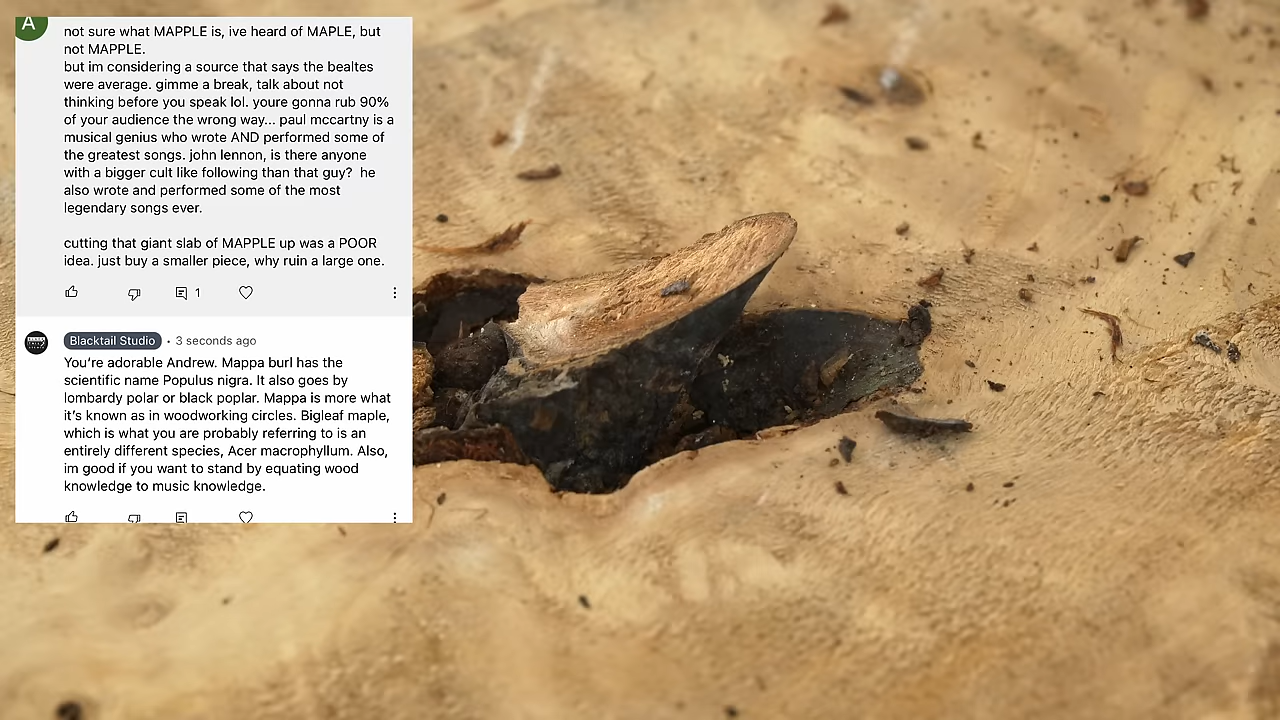 A
not sure what MAPPLE is, ive heard of MAPLE, but
not MAPPLE.
but im considering a source that says the bealtes
were average. gimme a break, talk about not
thinking before you speak lol. youre gonna rub 90%
of your audience the wrong way... paul mccartny is a
musical genius who wrote AND performed some of
the greatest songs. john lennon, is there anyone
with a bigger cult like following than that guy?  he
also wrote and performed some of the most
legendary songs ever.
cutting that giant slab of MAPPLE up was a POOR
idea. just buy a smaller piece, why ruin a large one.
1
Blacktail Studio • 3 seconds ago
You're adorable Andrew. Mappa burl has the
scientific name Populus nigra. It also goes by
lombardy polar or black poplar. Mappa is more what
it's known as in woodworking circles. Bigleaf maple,
which is what you are probably referring to is an
entirely different species, Acer macrophyllum. Also,
im good if you want to stand by equating wood
knowledge to music knowledge.